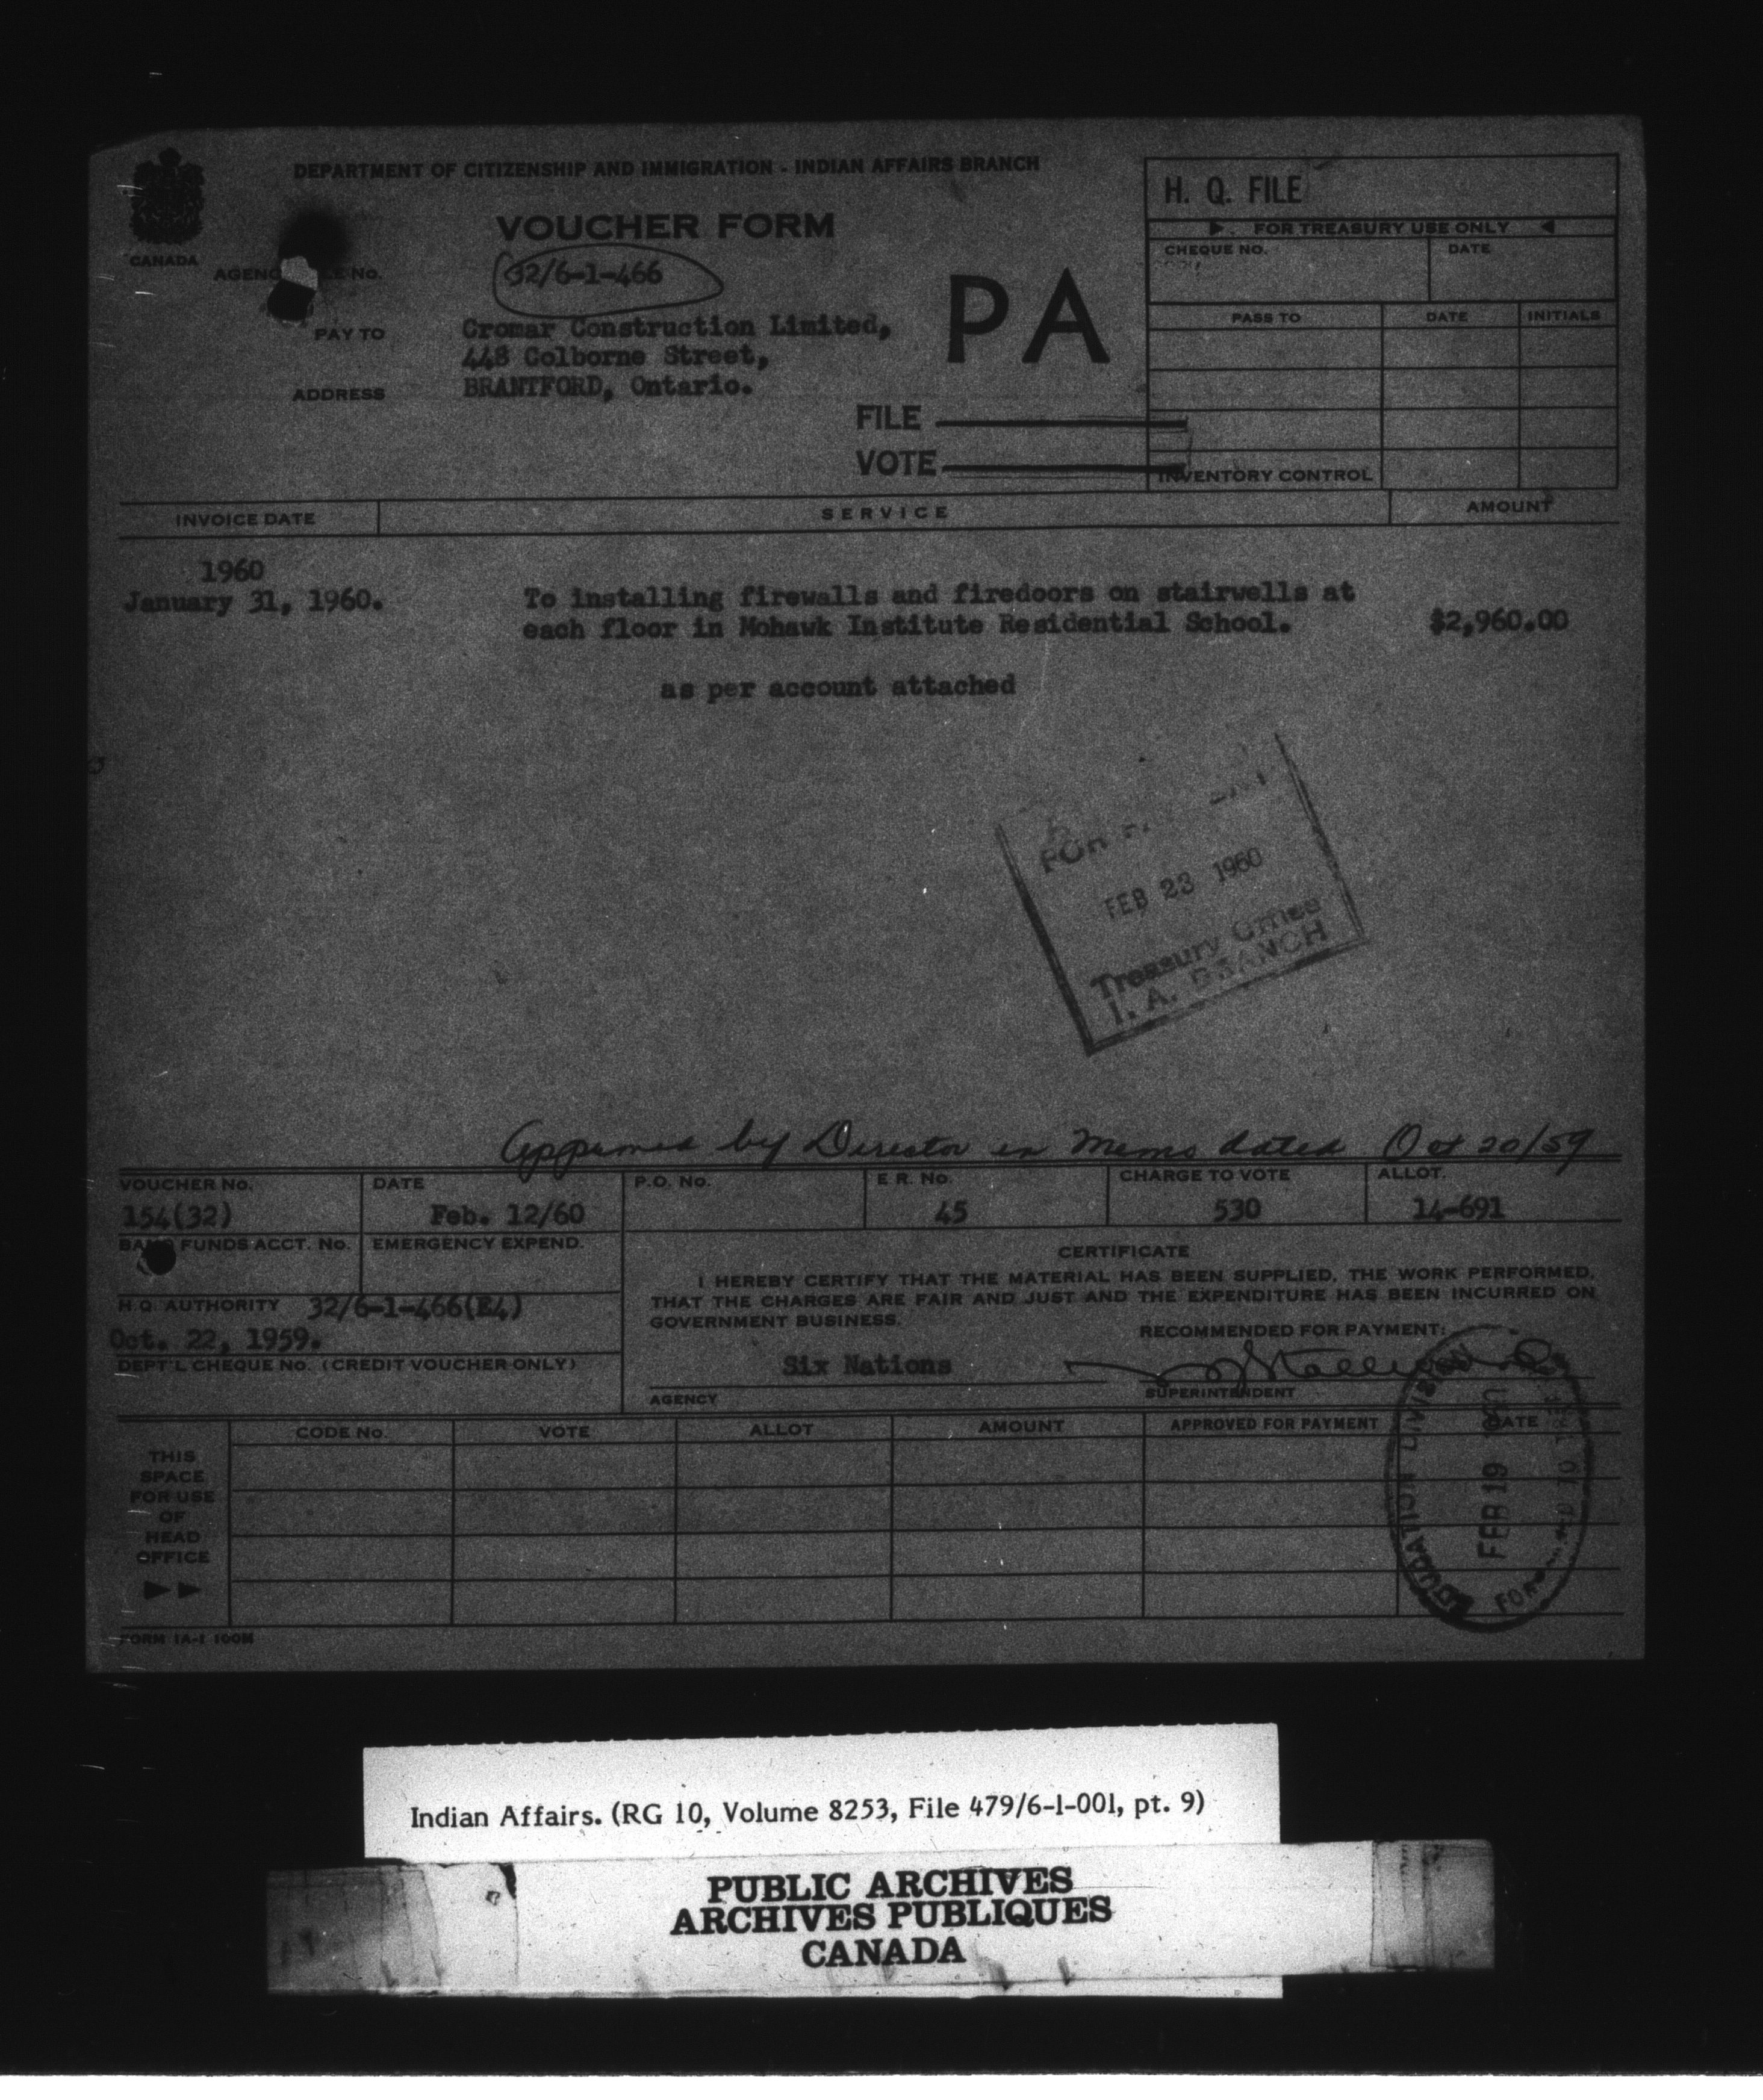 DEPARTMENT OF CITIZENSHIP AND IMMIGRATION - INDIAN AFFAIRS BRANCH
CANADA
VOUCHER FORM
H. Q. FILE
FOR TREASURY USE ONLY
CHEQUE NO. DATE
PASS TO DATE INITIALS
INVENTORY CONTROL
No.
32/6-1-466
PA
PAY TO Cromar Construction Limited,
448 Colborne Street,
ADDRESS BRANTFORD, Ontario.
FILE
VOTE
INVOICE DATE SERVICE AMOUNT
1960
January 31, 1960. To installing firewalls and firedoors on stairwells at
each floor in Mohawk Institute Residential School. $2,960.00
as per account attached
FOR
FEB 23 1960
Treasury Office
I. A. BRANCH
Approved by Director in Memo dated Oct 20/59
VOUCHER No. DATE P.O. No. E R. No. CHARGE TO VOTE ALLOT.
154(32) Feb. 12/60 45 530 14-691
FUNDS ACCT. No. EMERGENCY EXPEND.
CERTIFICATE
I HEREBY CERTIFY THAT THE MATERIAL HAS BEEN SUPPLIED, THE WORK PERFORMED,
THAT THE CHARGES ARE FAIR AND JUST AND THE EXPENDITURE HAS BEEN INCURRED ON
GOVERNMENT BUSINESS.
H.Q. AUTHORITY 32/6-1-466(E4)
Oct. 22, 1959.
RECOMMENDED FOR PAYMENT:
DEPT'L CHEQUE No. (CREDIT VOUCHER ONLY)
Six Nations
AGENCY SUPERINTENDENT
CODE No. VOTE ALLOT AMOUNT APPROVED FOR PAYMENT DATE
THIS
SPACE
FOR USE
OF
HEAD
OFFICE
EDUCATION DIVISION
FEB 19
FOR
FORM IA-1 100M
Indian Affairs. (RG 10, Volume 8253, File 479/6-1-001, pt. 9)
PUBLIC ARCHIVES
ARCHIVES PUBLIQUES
CANADA